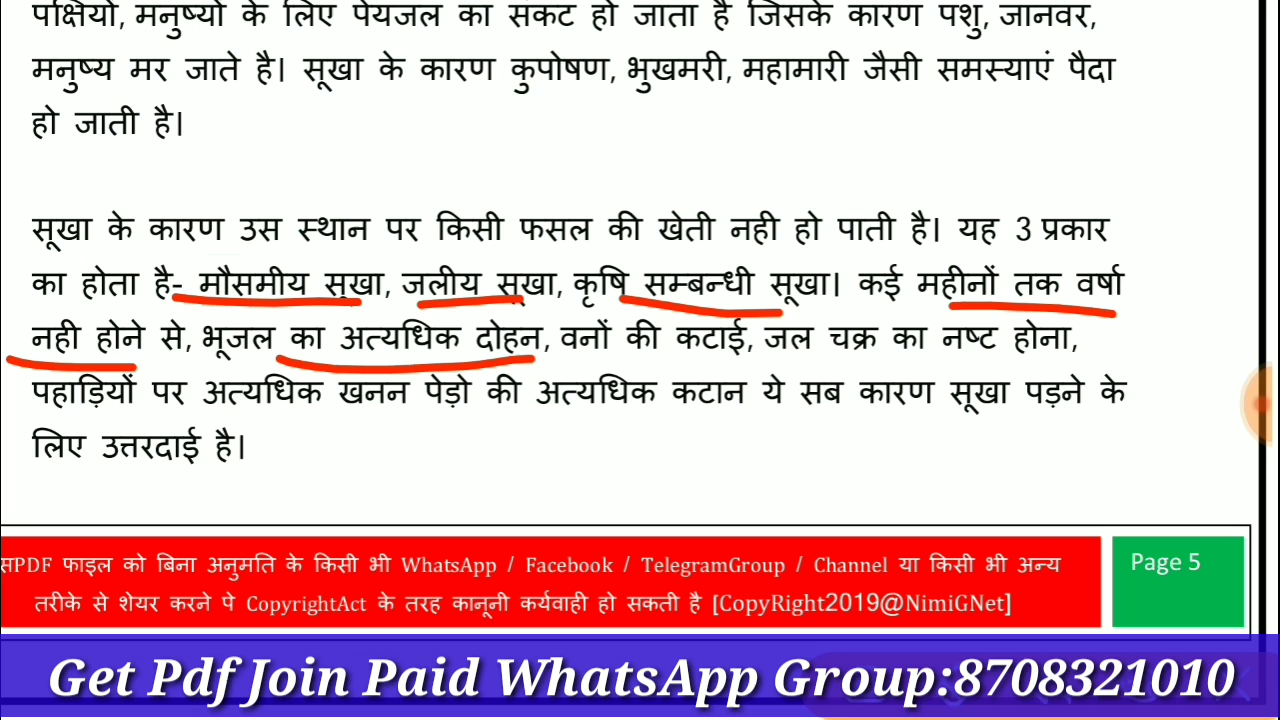 पक्षियों, मनुष्यों के लिए पेयजल का संकट हो जाता है जिसके कारण पशु, जानवर,
मनुष्य मर जाते है। सूखा के कारण कुपोषण, भुखमरी, महामारी जैसी समस्याएं पैदा
हो जाती है।
सूखा के कारण उस स्थान पर किसी फसल की खेती नही हो पाती है। यह 3 प्रकार
का होता है- मौसमीय सूखा, जलीय सूखा, कृषि सम्बन्धी सूखा। कई महीनों तक वर्षा
नही होने से, भूजल का अत्यधिक दोहन, वनों की कटाई, जल चक्र का नष्ट होना,
पहाड़ियों पर अत्यधिक खनन पेड़ो की अत्यधिक कटान ये सब कारण सूखा पड़ने के
लिए उत्तरदाई है।
सPDF फाइल को बिना अनुमति के किसी भी WhatsApp / Facebook / TelegramGroup / Channel या किसी भी अन्य
तरीके से शेयर करने पे CopyrightAct के तरह कानूनी कर्यवाही हो सकती है [CopyRight2019@NimiGNet]
Page 5
Get Pdf Join Paid WhatsApp Group:8708321010